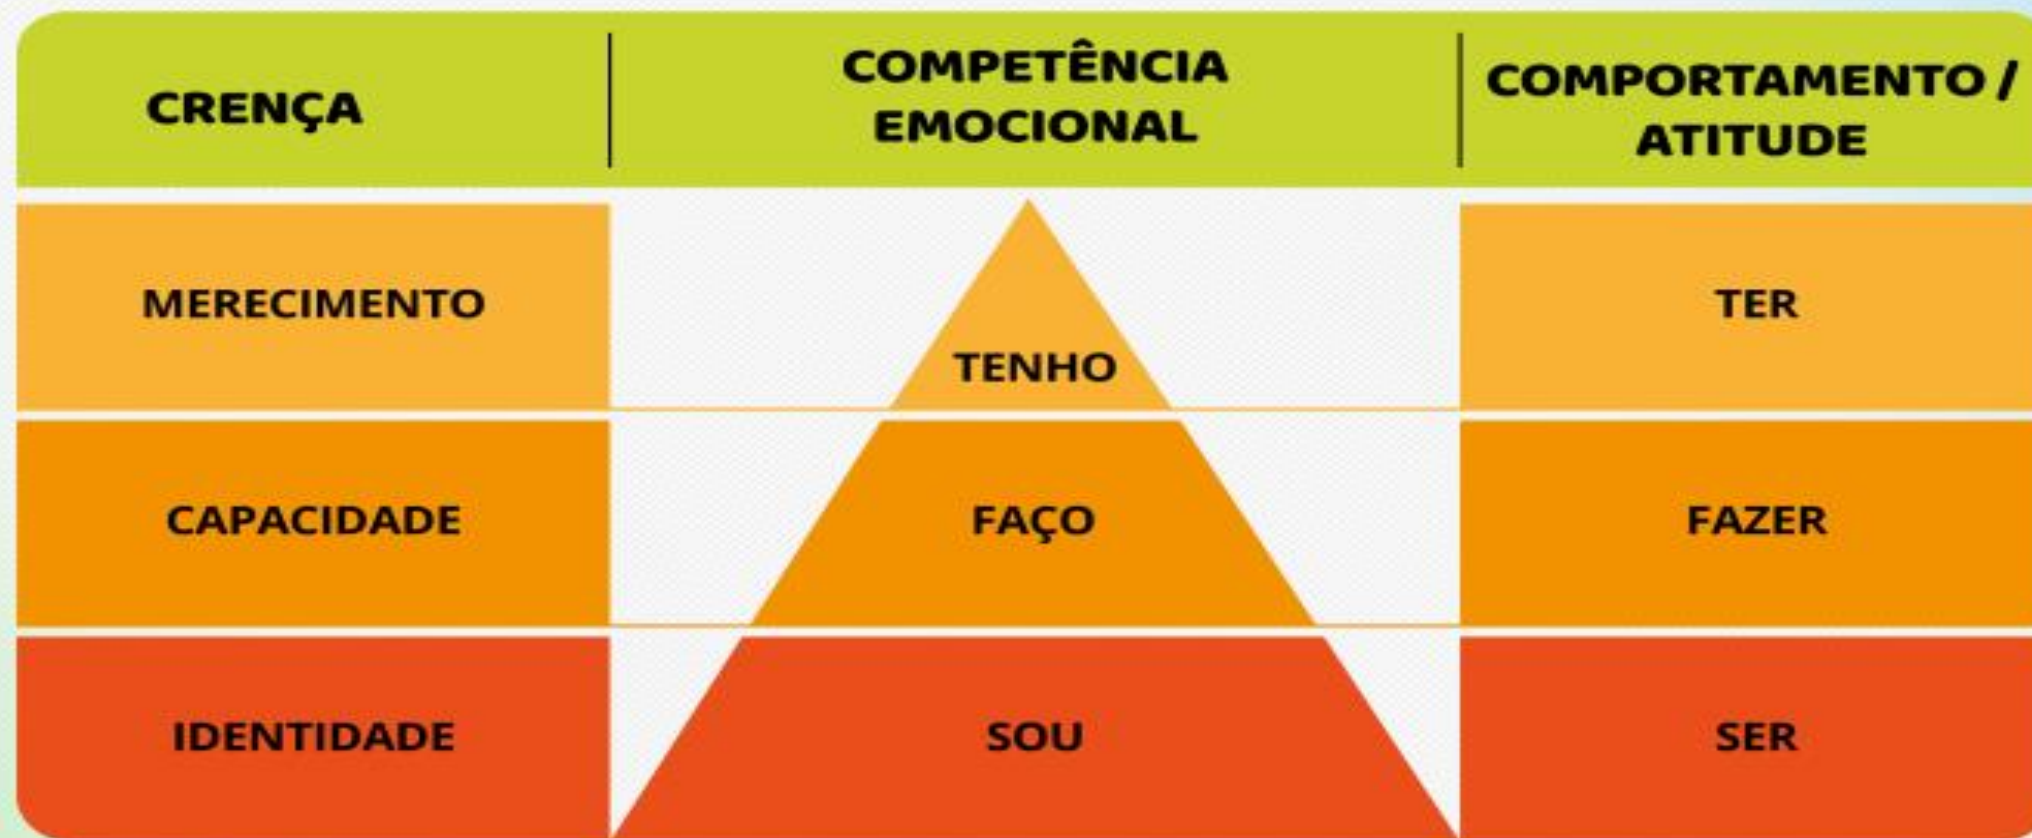 CRENÇA
COMPETÊNCIA
EMOCIONAL
COMPORTAMENTO /
ATITUDE
MERECIMENTO
TENHO
TER
CAPACIDADE
FAÇO
FAZER
IDENTIDADE
SOU
SER